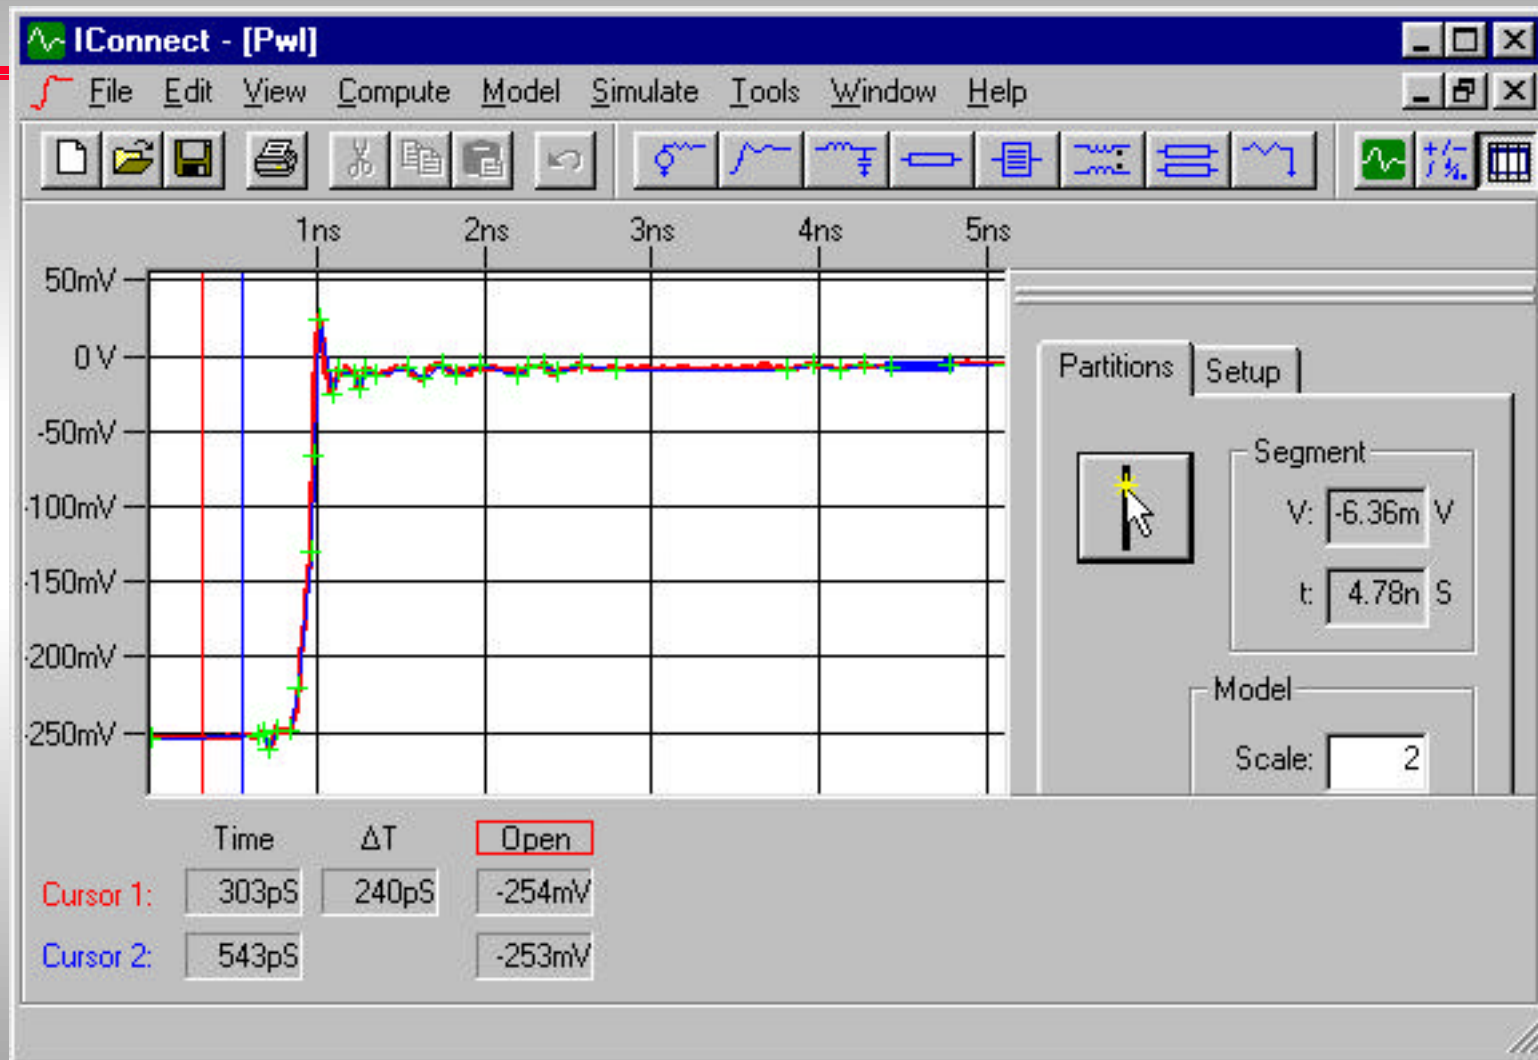 IConnect - [Pwl]
File Edit View Compute Model Simulate Tools Window Help
1ns 2ns 3ns 4ns 5ns
50mV
0 V
-50mV
-100mV
-150mV
-200mV
-250mV
Partitions Setup
Segment
V: -6.36m V
t: 4.78n S
Model
Scale: 2
Time ΔT Open
Cursor 1: 303pS 240pS -254mV
Cursor 2: 543pS -253mV